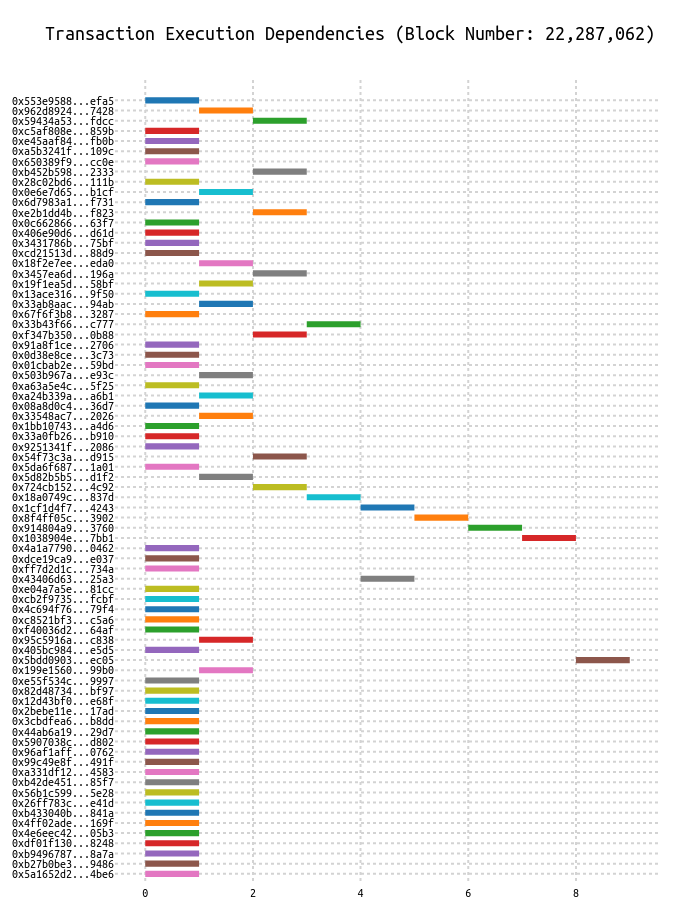 Transaction Execution Dependencies (Block Number: 22,287,062)
0x553e9588...efa5
0x962d8924...7428
0x59434a53...fdcc
0xc5af808e...859b
0xe45aaf84...fb0b
0xa5b3241f...109c
0x650389f9...cc0e
0xb452b598...2333
0x28c02bd6...111b
0x0e6e7d65...b1cf
0x6d7983a1...f731
0xe2b1dd4b...f823
0x0c662866...63f7
0x406e90d6...d61d
0x3431786b...75bf
0xcd21513d...88d9
0x18f2e7ee...eda0
0x3457ea6d...196a
0x19f1ea5d...58bf
0x13ace316...9f50
0x33ab8aac...94ab
0x67f6f3b8...3287
0x33b43f66...c777
0xf347b350...0b88
0x91a8f1ce...2706
0x0d38e8ce...3c73
0x01cbab2e...59bd
0x503b967a...e93c
0xa63a5e4c...5f25
0xa24b339a...a6b1
0x08a8d0c4...36d7
0x33548ac7...2026
0x1bb10743...a4d6
0x33a0fb26...b910
0x9251341f...2086
0x54f73c3a...d915
0x5da6f687...1a01
0x5d82b5b5...d1f2
0x724cb152...4c92
0x18a0749c...837d
0x1cf1d4f7...4243
0x8f4ff05c...3902
0x914804a9...3760
0x1038904e...7bb1
0x4a1a7790...0462
0xdce19ca9...e037
0xff7d2d1c...734a
0x43406d63...25a3
0xe04a7a5e...81cc
0xcb2f9735...fcbf
0x4c694f76...79f4
0xc8521bf3...c5a6
0xf40036d2...64af
0x95c5916a...c838
0x405bc984...e5d5
0x5bdd0903...ec05
0x199e1560...99b0
0xe55f534c...9997
0x82d48734...bf97
0x12d43bf0...e68f
0x2bebe11e...17ad
0x3cbdfea6...b8dd
0x44ab6a19...29d7
0x5907038c...d802
0x96af1aff...0762
0x99c49e8f...491f
0xa331df12...4583
0xb42de451...85f7
0x56b1c599...5e28
0x26ff783c...e41d
0xb433040b...841a
0x4ff02ade...169f
0x4e6eec42...05b3
0xdf01f130...8248
0xb9496787...8a7a
0xb27b0be3...9486
0x5a1652d2...4be6
0 2 4 6 8